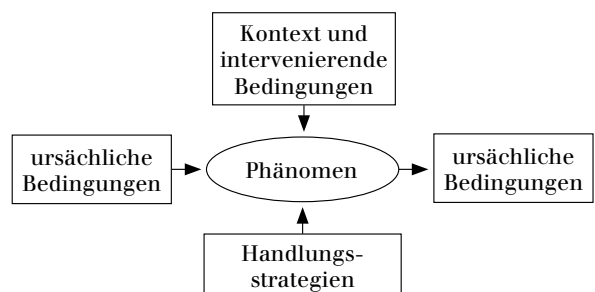 Kontext und
intervenierende
Bedingungen
ursächliche
Bedingungen
Phänomen
ursächliche
Bedingungen
Handlungs-
strategien